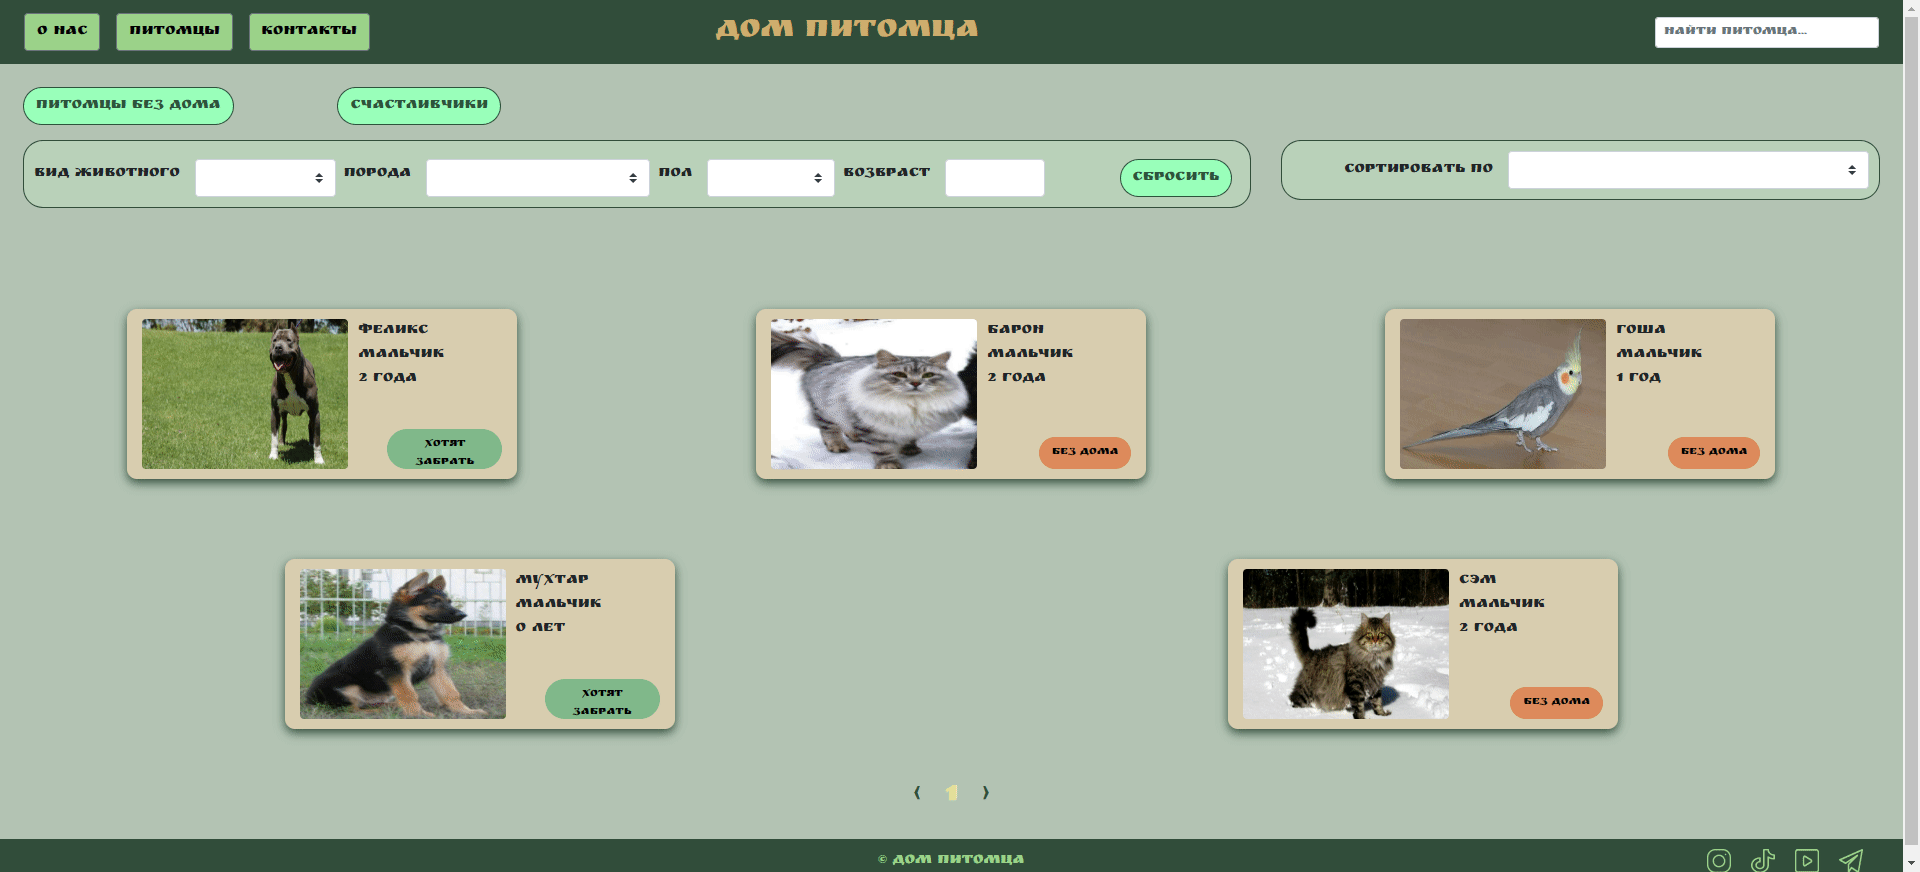 О НАС
ПИТОМЦЫ
КОНТАКТЫ
ДОМ ПИТОМЦА
НАЙТИ ПИТОМЦА...
ПИТОМЦЫ БЕЗ ДОМА
СЧАСТЛИВЧИКИ
ВИД ЖИВОТНОГО
ПОРОДА
ПОЛ
ВОЗВРАСТ
СБРОСИТЬ
СОРТИРОВАТЬ ПО
ФЕЛИКС
МАЛЬЧИК
2 ГОДА
ХОТЯТ
ЗАБРАТЬ
БАРОН
МАЛЬЧИК
2 ГОДА
БЕЗ ДОМА
ГОША
МАЛЬЧИК
1 ГОД
БЕЗ ДОМА
МУХТАР
МАЛЬЧИК
0 ЛЕТ
ХОТЯТ
ЗАБРАТЬ
СЭМ
МАЛЬЧИК
2 ГОДА
БЕЗ ДОМА
⟨ 1 ⟩
© ДОМ ПИТОМЦА